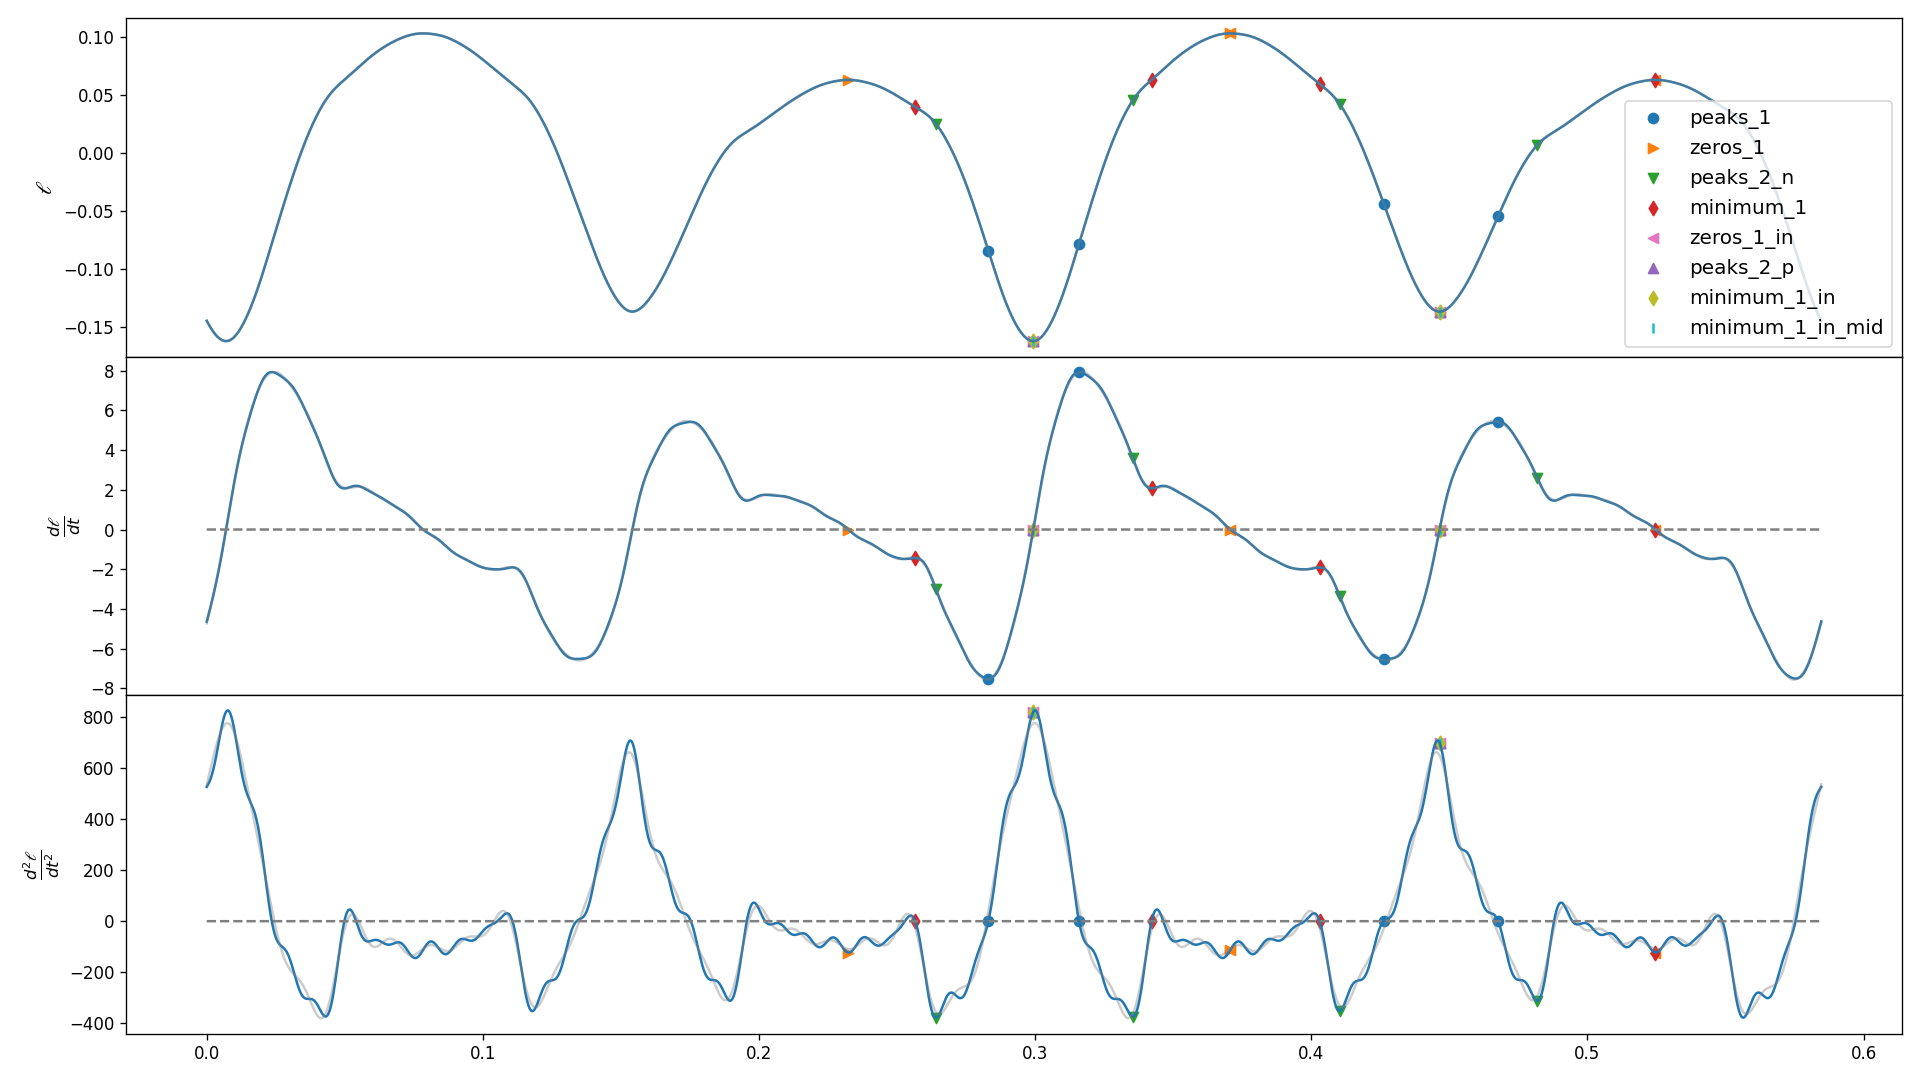 0.10
0.05
0.00
−0.05
−0.10
−0.15
ℓ
peaks_1
zeros_1
peaks_2_n
minimum_1
zeros_1_in
peaks_2_p
minimum_1_in
minimum_1_in_mid
8
6
4
2
0
−2
−4
−6
−8
dℓ
dt
800
600
400
200
0
−200
−400
d²ℓ
dt²
0.0 0.1 0.2 0.3 0.4 0.5 0.6